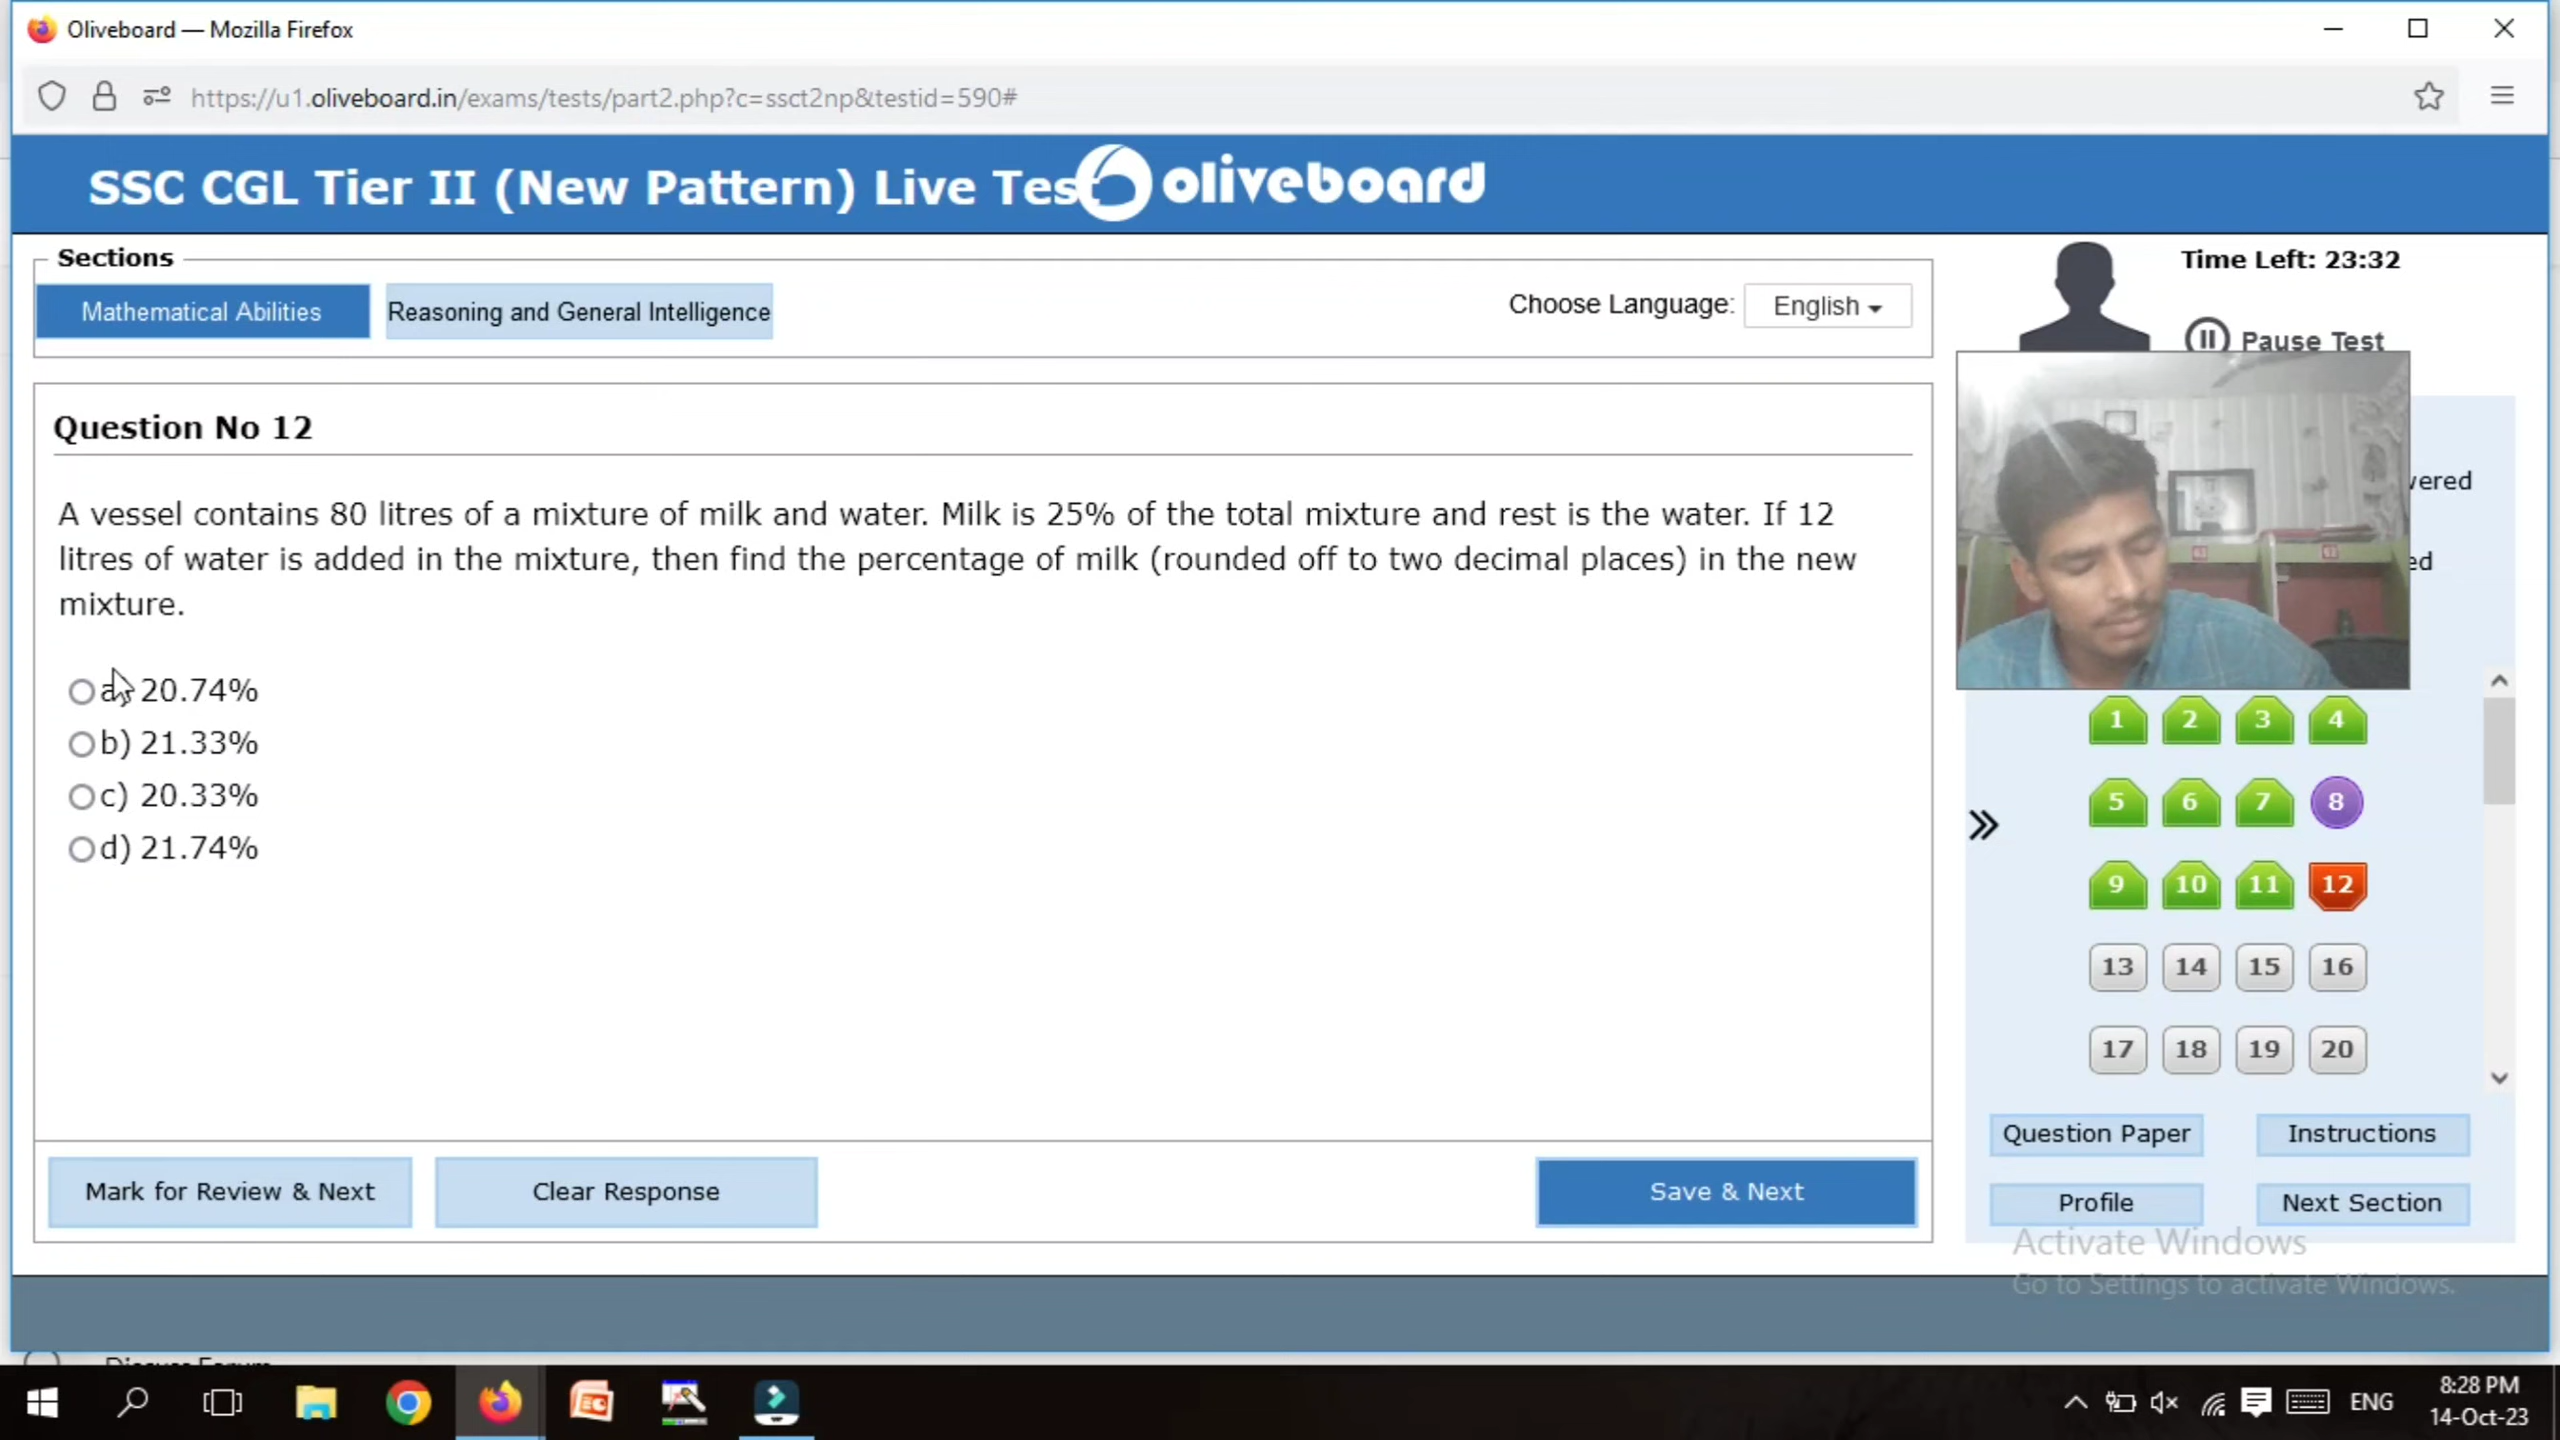 Oliveboard — Mozilla Firefox
https://u1.oliveboard.in/exams/tests/part2.php?c=ssct2np&testid=590#
SSC CGL Tier II (New Pattern) Live Tes
oliveboard
Sections
Mathematical Abilities
Reasoning and General Intelligence
Choose Language:
English
Time Left: 23:32
Pause Test
Question No 12
A vessel contains 80 litres of a mixture of milk and water. Milk is 25% of the total mixture and rest is the water. If 12
litres of water is added in the mixture, then find the percentage of milk (rounded off to two decimal places) in the new
mixture.
a) 20.74%
b) 21.33%
c) 20.33%
d) 21.74%
1 2 3 4
5 6 7 8
9 10 11 12
13 14 15 16
17 18 19 20
Question Paper
Instructions
Profile
Next Section
Mark for Review & Next
Clear Response
Save & Next
Activate Windows
Go to Settings to activate Windows.
Discuss Forum
ENG
8:28 PM
14-Oct-23